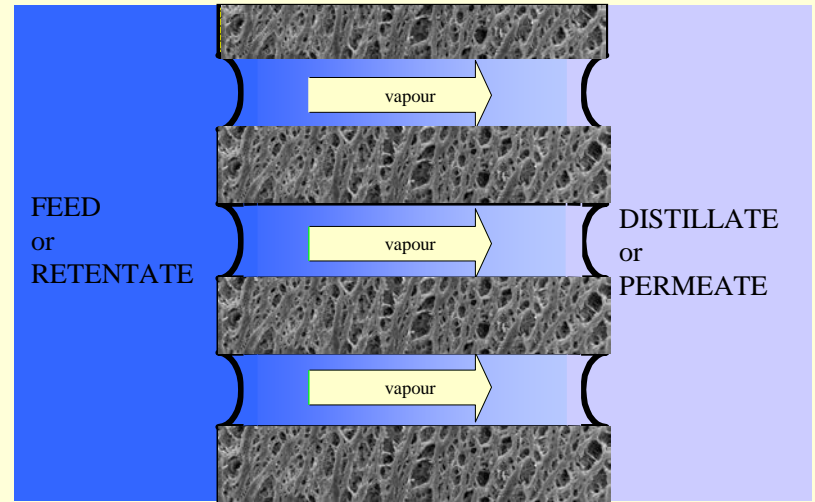 vapour
FEED
or
RETENTATE
vapour
DISTILLATE
or
PERMEATE
vapour